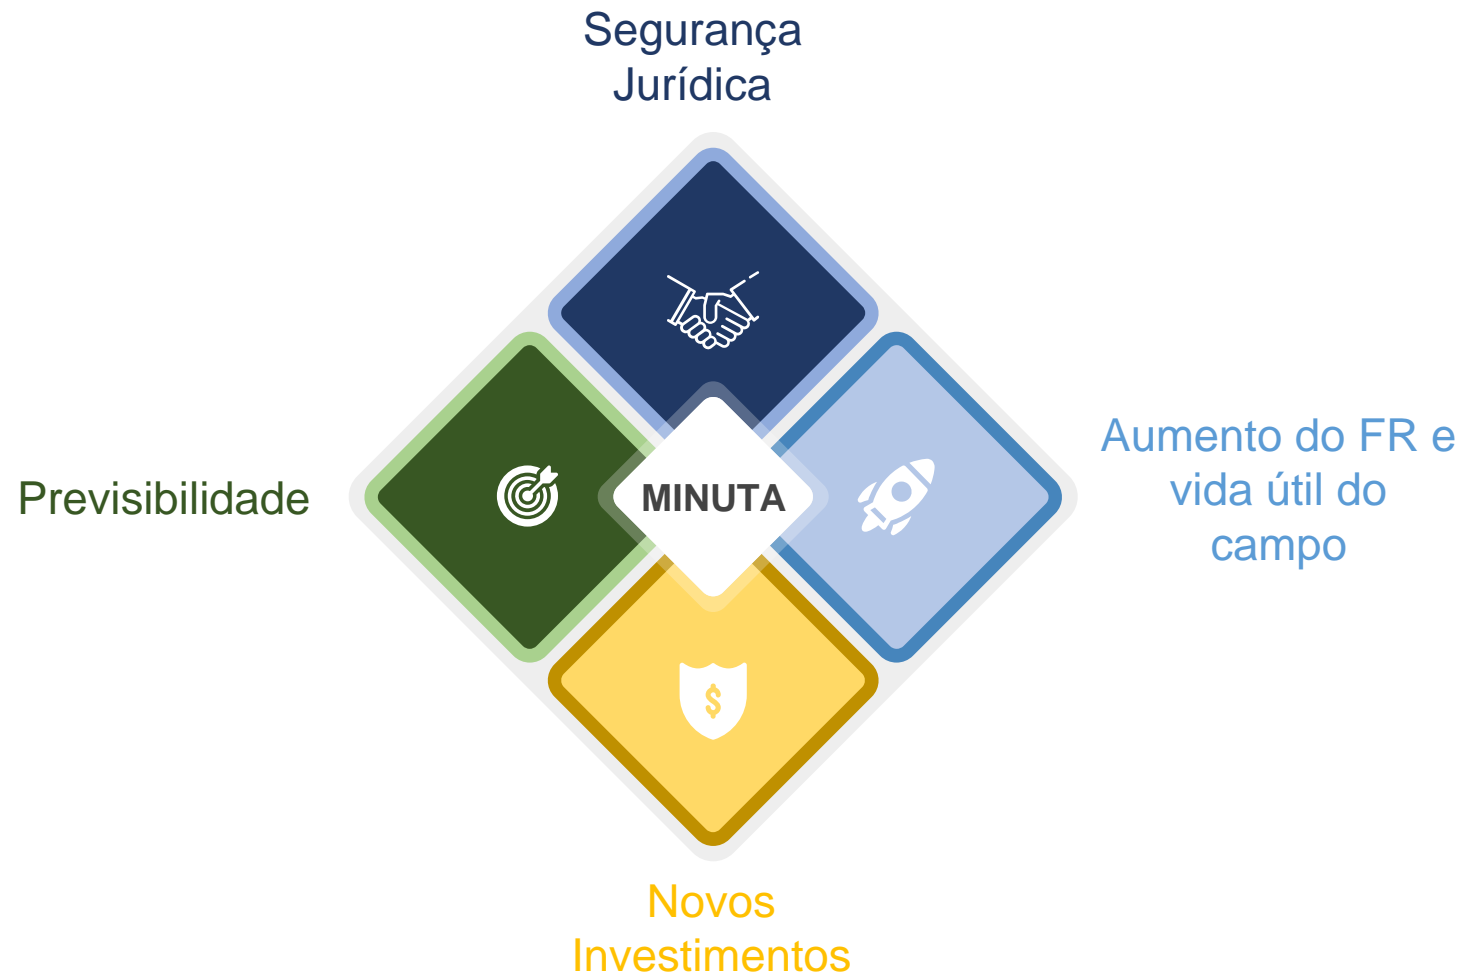 Segurança
Jurídica
Previsibilidade
MINUTA
Aumento do FR e
vida útil do
campo
$
Novos
Investimentos